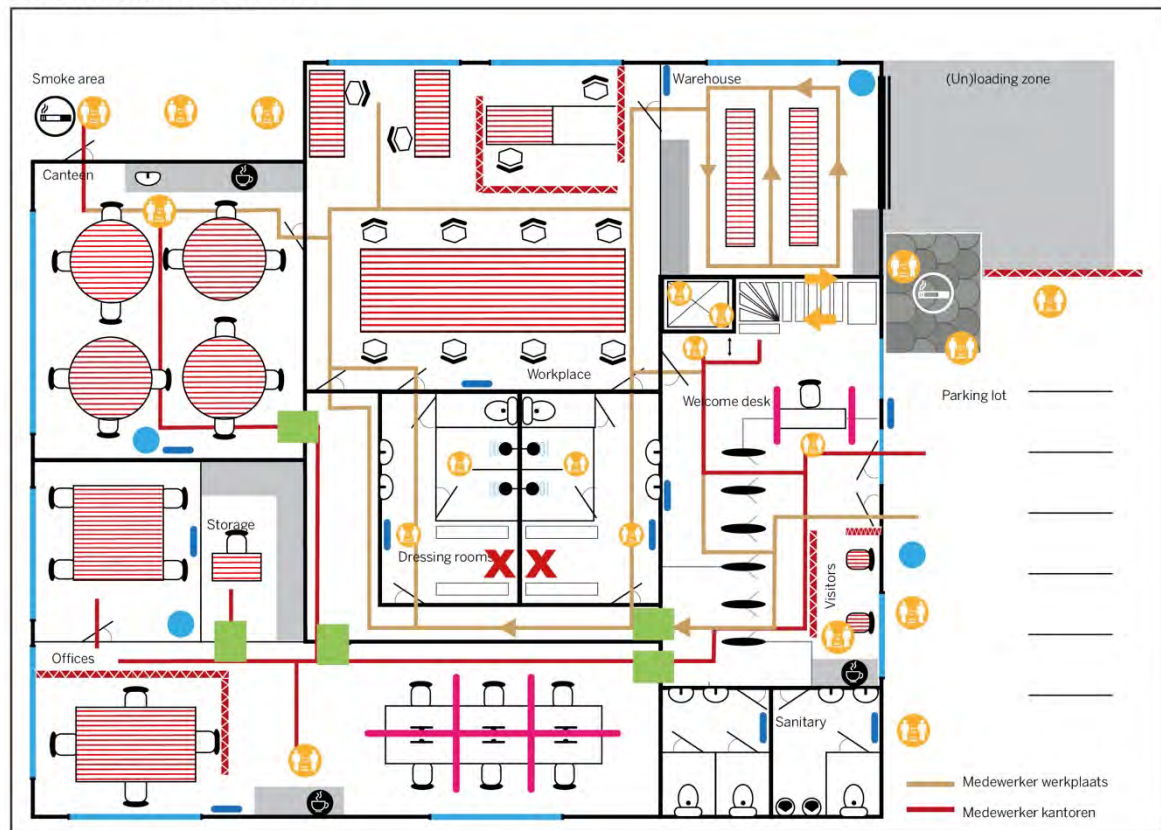 Smoke area
Warehouse
(Un)loading zone
Canteen
Workplace
Welcome desk
Parking lot
Storage
Dressing rooms
Visitors
Offices
Sanitary
Medewerker werkplaats
Medewerker kantoren